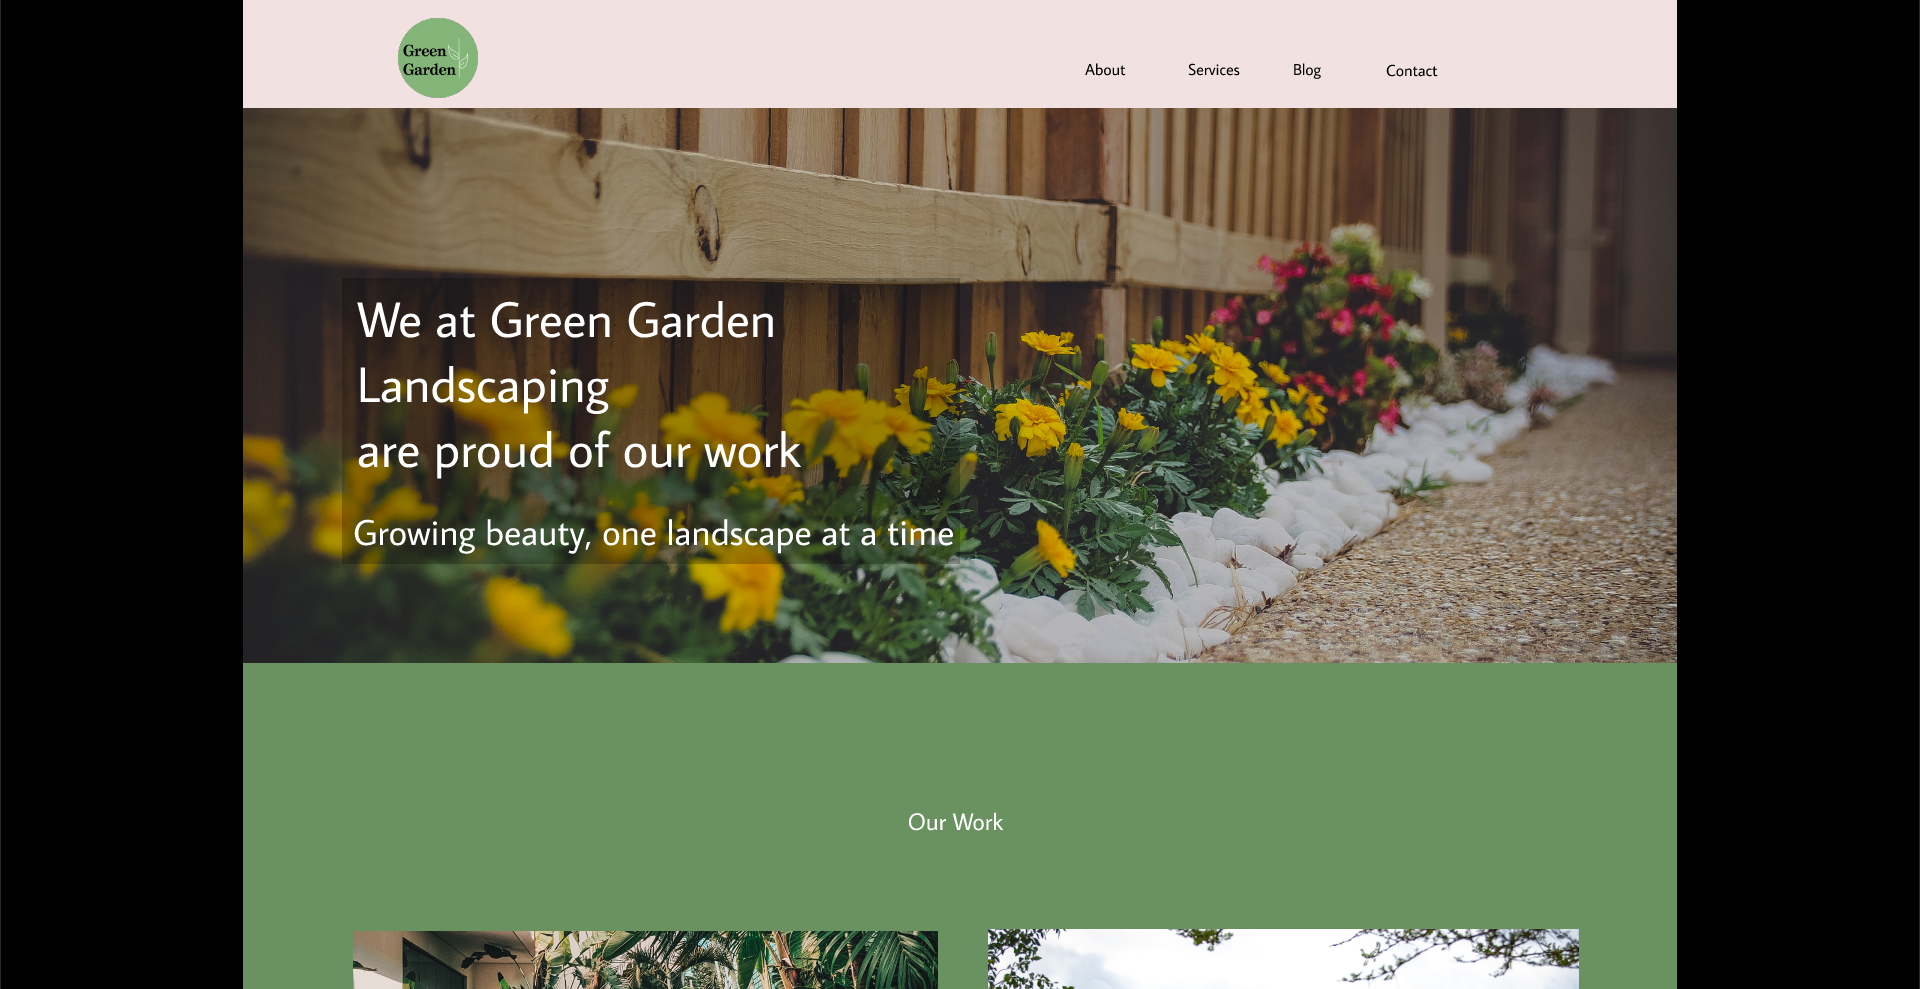 Green
Garden
About Services Blog Contact
We at Green Garden
Landscaping
are proud of our work
Growing beauty, one landscape at a time
Our Work